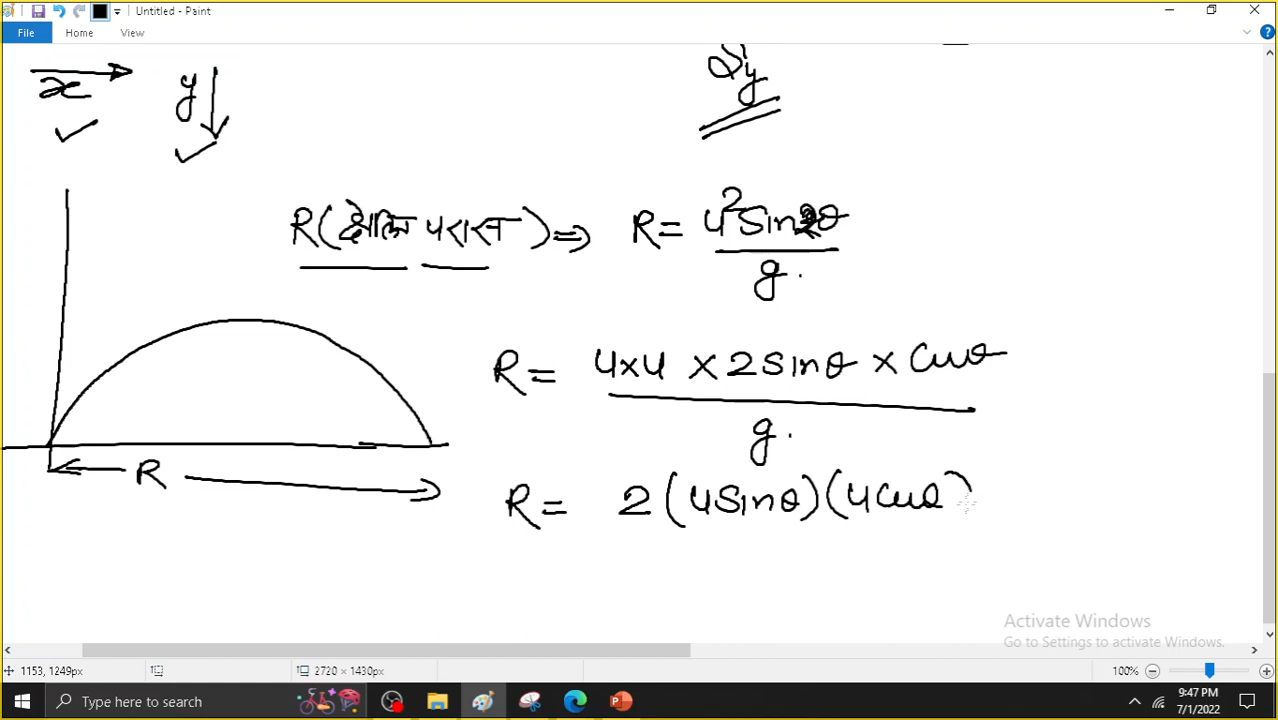 Untitled - Paint
File Home View
x
y
Sy
R(क्षैतिज परास) ⇒ R = u²Sin2θ
g.
R = u×u × 2Sinθ × Cosθ
g.
R
R = 2(uSinθ)(uCosθ)
Activate Windows
Go to Settings to activate Windows.
1153, 1249px 2720 × 1430px 100%
Type here to search
9:47 PM
7/1/2022